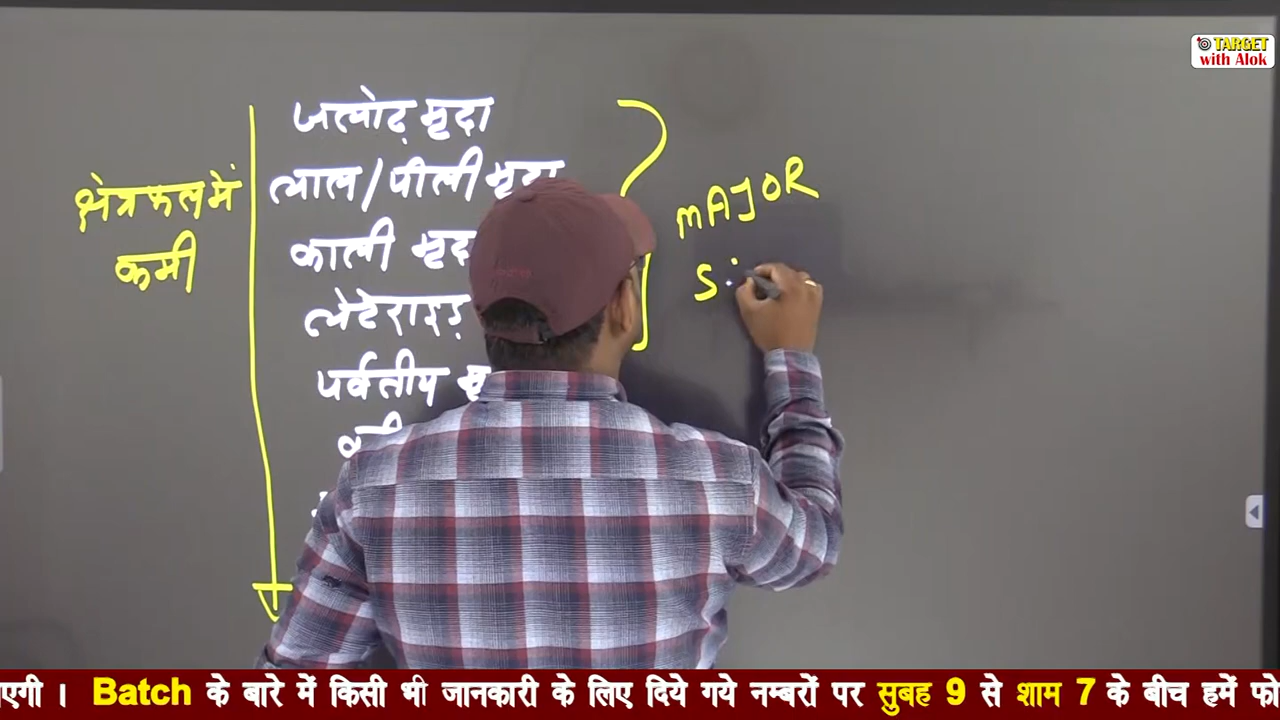 TARGET
with Alok
जलोढ़ मृदा
लाल/पीली मृदा
काली मृदा
लेटेराइट
पर्वतीय
क्षेत्रफल में
कमी
MAJOR
S
एगी । Batch के बारे में किसी भी जानकारी के लिए दिये गये नम्बरों पर सुबह 9 से शाम 7 के बीच हमें फो